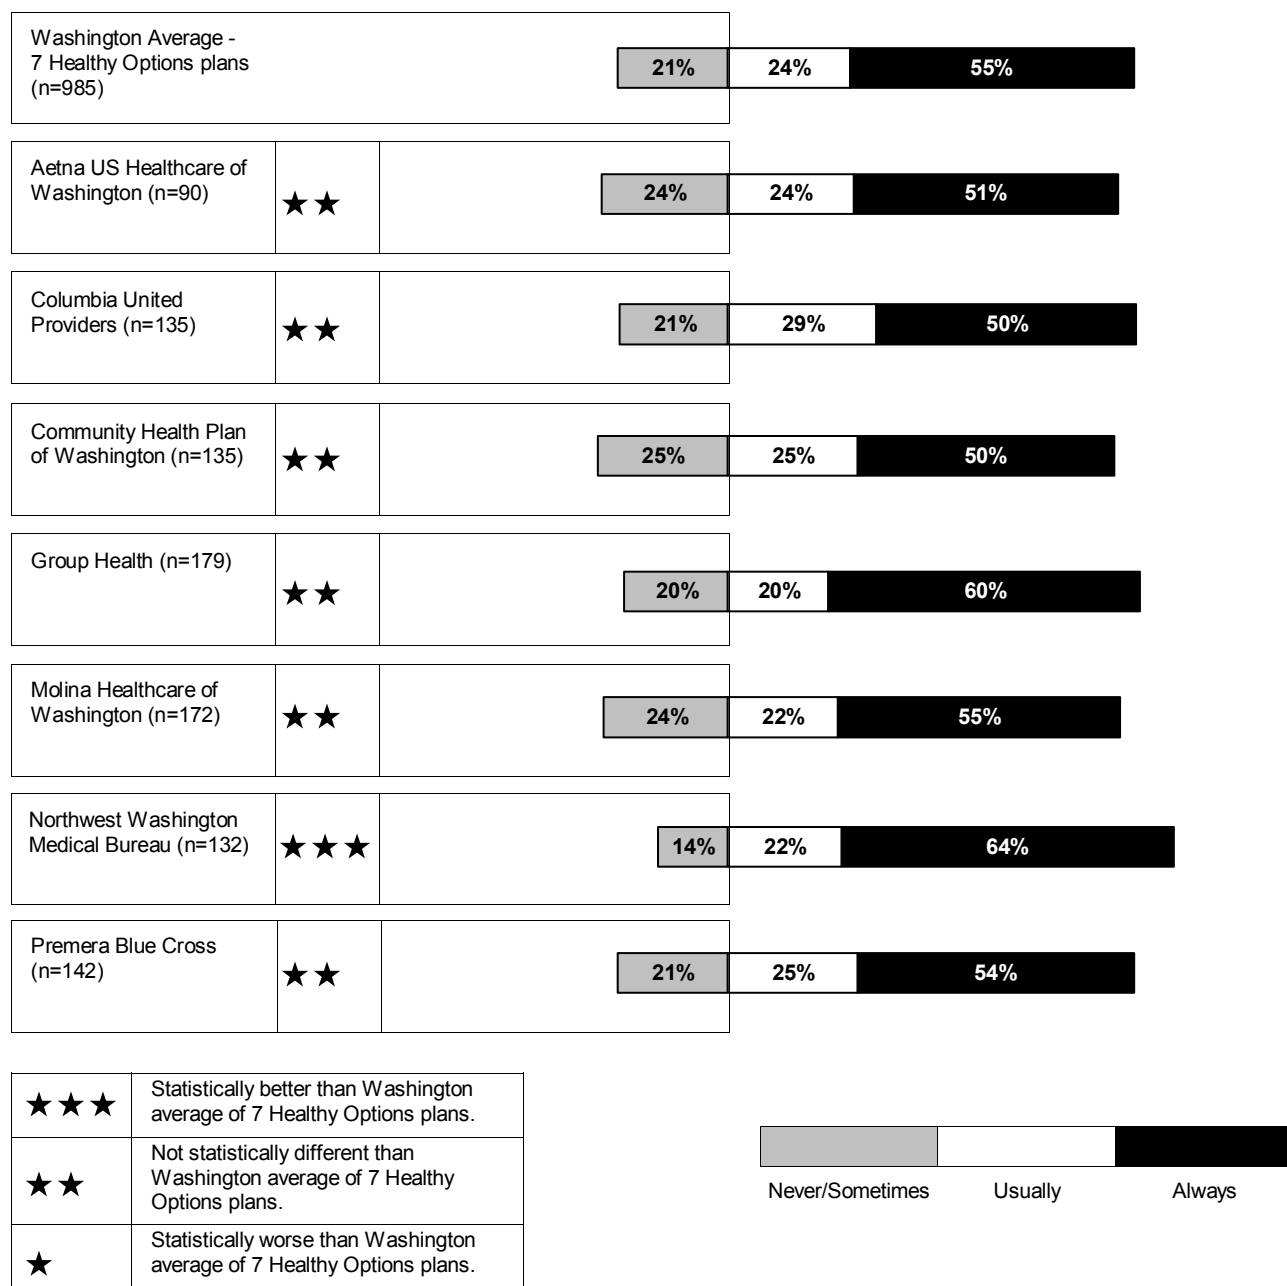 Washington Average -
7 Healthy Options plans
(n=985)
21% 24% 55%
Aetna US Healthcare of
Washington (n=90)
★★
24% 24% 51%
Columbia United
Providers (n=135)
★★
21% 29% 50%
Community Health Plan
of Washington (n=135)
★★
25% 25% 50%
Group Health (n=179)
★★
20% 20% 60%
Molina Healthcare of
Washington (n=172)
★★
24% 22% 55%
Northwest Washington
Medical Bureau (n=132)
★★★
14% 22% 64%
Premera Blue Cross
(n=142)
★★
21% 25% 54%
★★★
Statistically better than Washington
average of 7 Healthy Options plans.
★★
Not statistically different than
Washington average of 7 Healthy
Options plans.
★
Statistically worse than Washington
average of 7 Healthy Options plans.
Never/Sometimes Usually Always